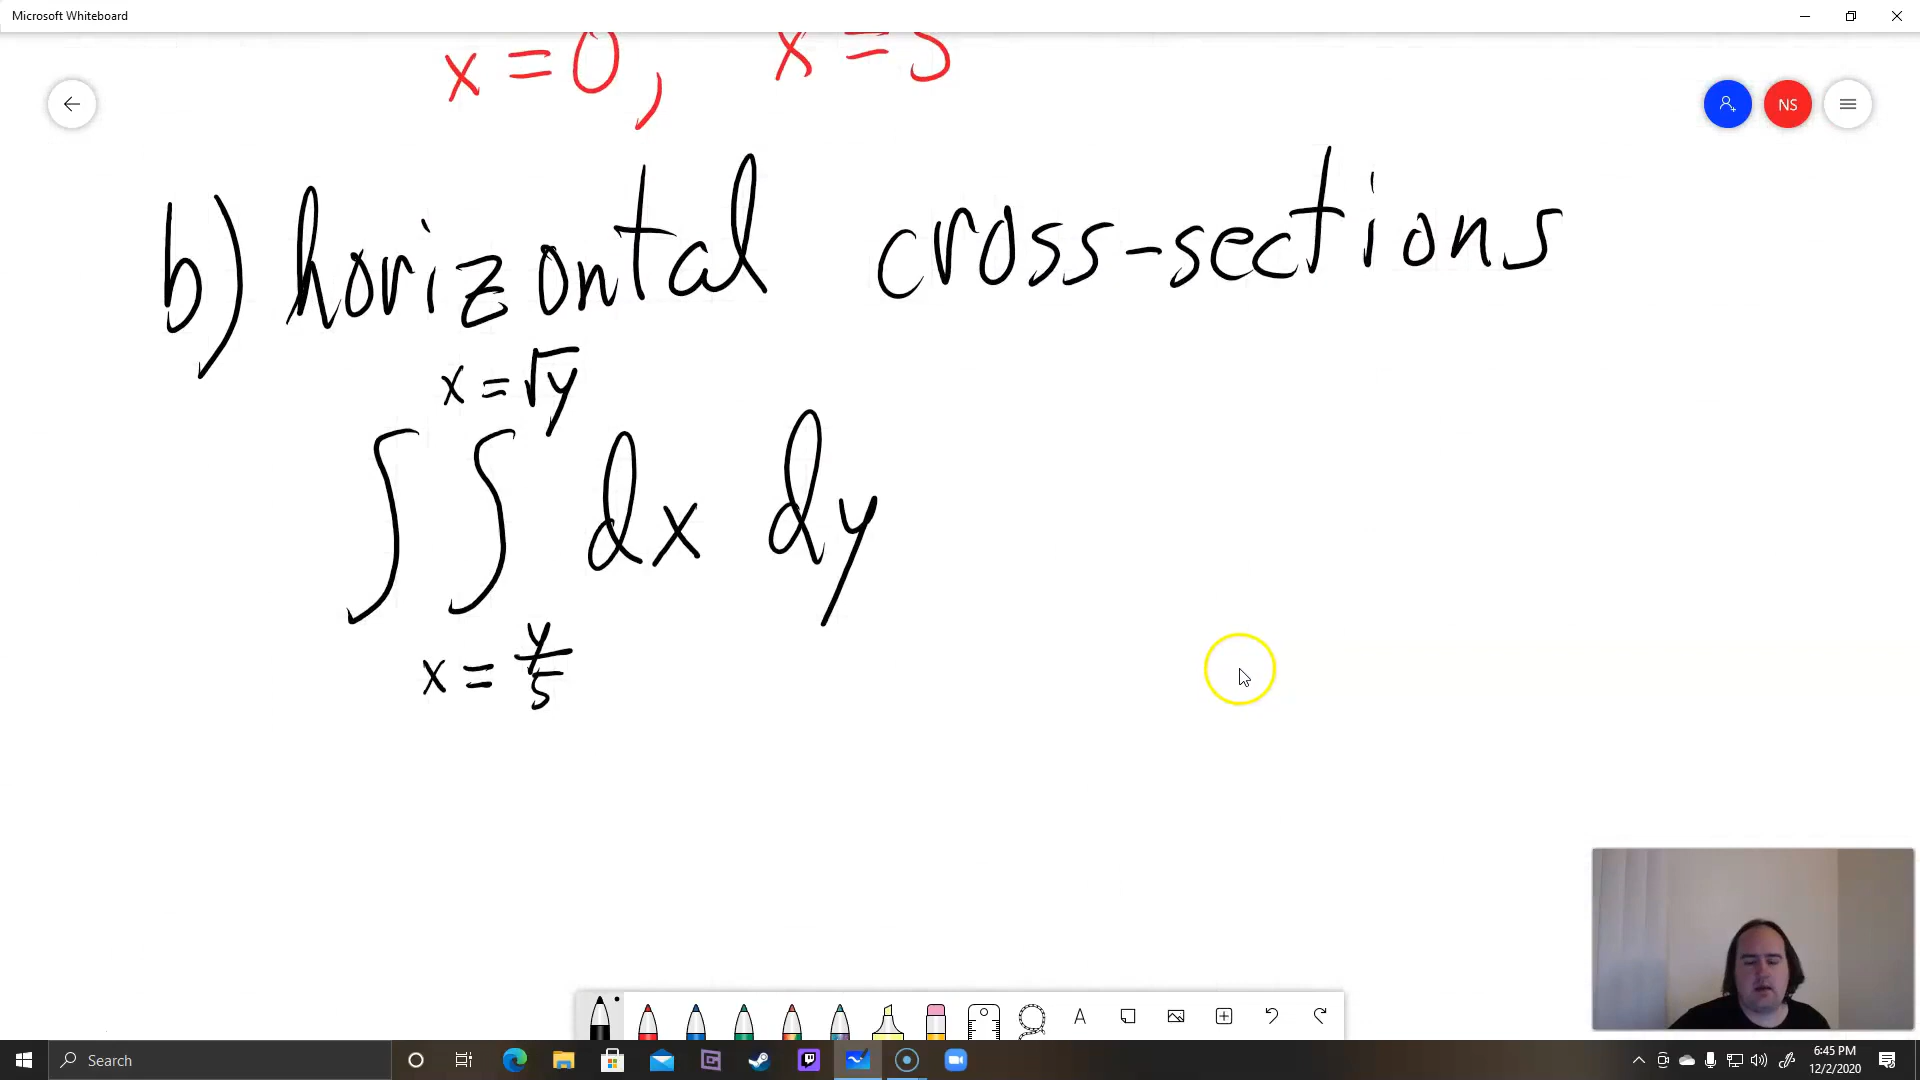 Microsoft Whiteboard
x = 0, x = 5
NS
b) horizontal cross-sections
x = √y
∫ ∫ dx dy
x = y/5
A
Search
6:45 PM
12/2/2020